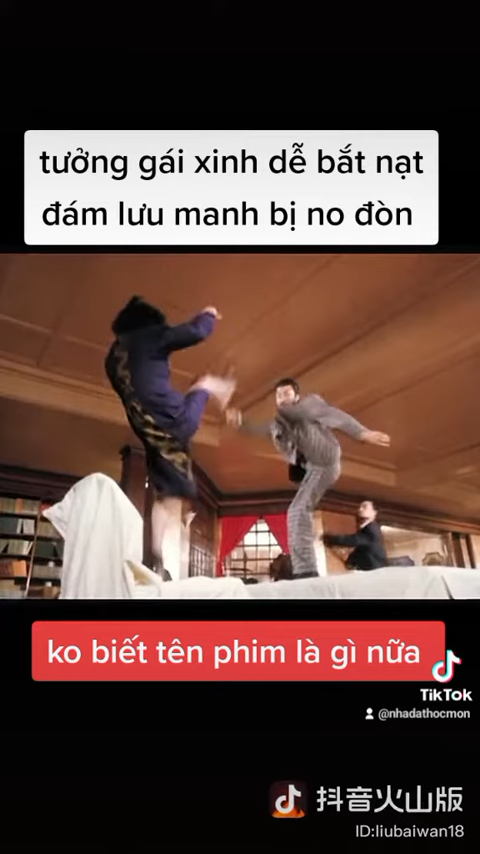 tưởng gái xinh dễ bắt nạt
đám lưu manh bị no đòn
ko biết tên phim là gì nữa
TikTok
@nhadathocmon
抖音火山版
ID:liubaiwan18